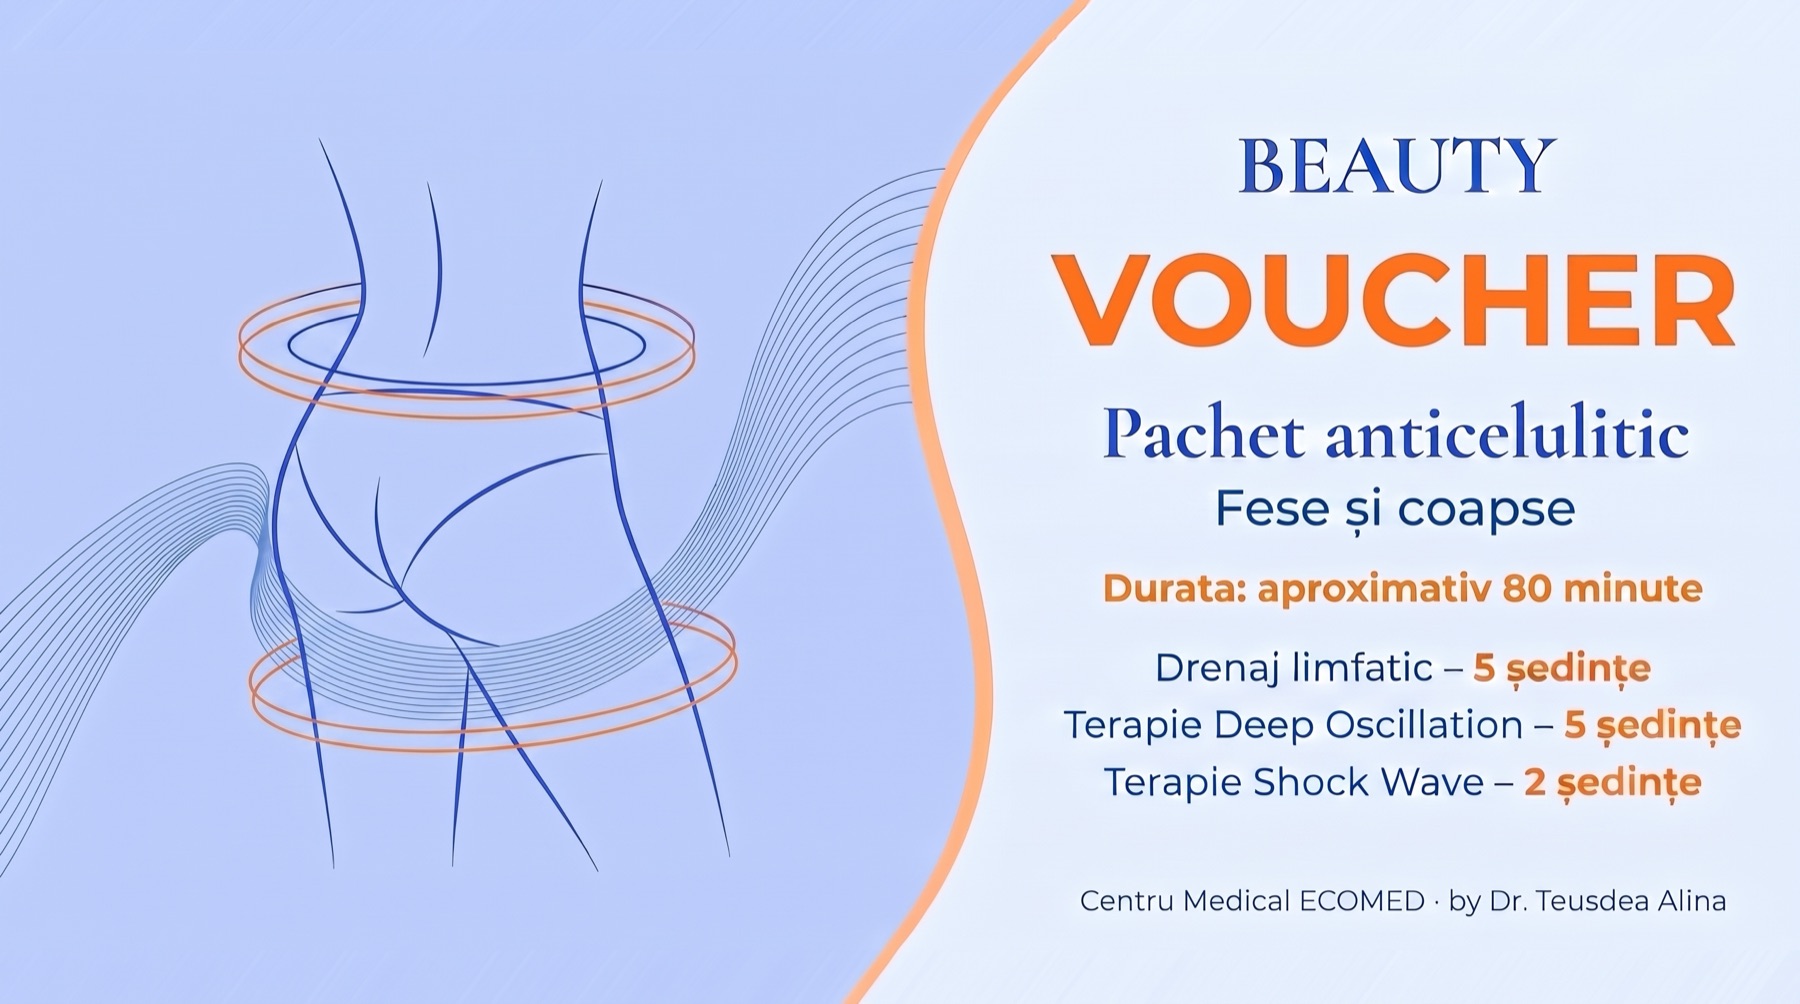 BEAUTY
VOUCHER
Pachet anticelulitic
Fese și coapse
Durata: aproximativ 80 minute
Drenaj limfatic – 5 ședințe
Terapie Deep Oscillation – 5 ședințe
Terapie Shock Wave – 2 ședințe
Centru Medical ECOMED · by Dr. Teusdea Alina